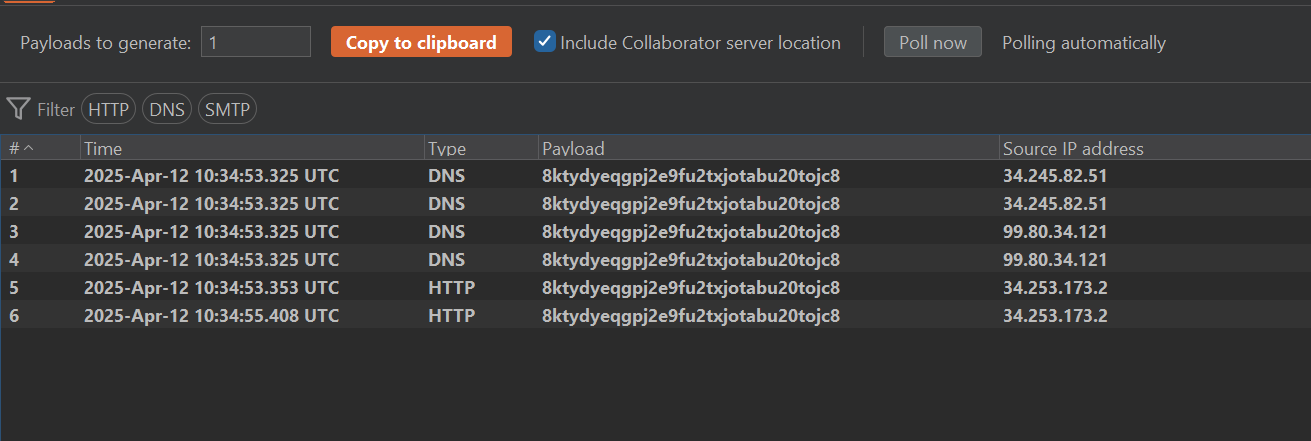 Payloads to generate: 1 Copy to clipboard Include Collaborator server location Poll now Polling automatically
Filter HTTP DNS SMTP
# Time Type Payload Source IP address
1 2025-Apr-12 10:34:53.325 UTC DNS 8ktydyeqgpj2e9fu2txjotabu20tojc8 34.245.82.51
2 2025-Apr-12 10:34:53.325 UTC DNS 8ktydyeqgpj2e9fu2txjotabu20tojc8 34.245.82.51
3 2025-Apr-12 10:34:53.325 UTC DNS 8ktydyeqgpj2e9fu2txjotabu20tojc8 99.80.34.121
4 2025-Apr-12 10:34:53.325 UTC DNS 8ktydyeqgpj2e9fu2txjotabu20tojc8 99.80.34.121
5 2025-Apr-12 10:34:53.353 UTC HTTP 8ktydyeqgpj2e9fu2txjotabu20tojc8 34.253.173.2
6 2025-Apr-12 10:34:55.408 UTC HTTP 8ktydyeqgpj2e9fu2txjotabu20tojc8 34.253.173.2